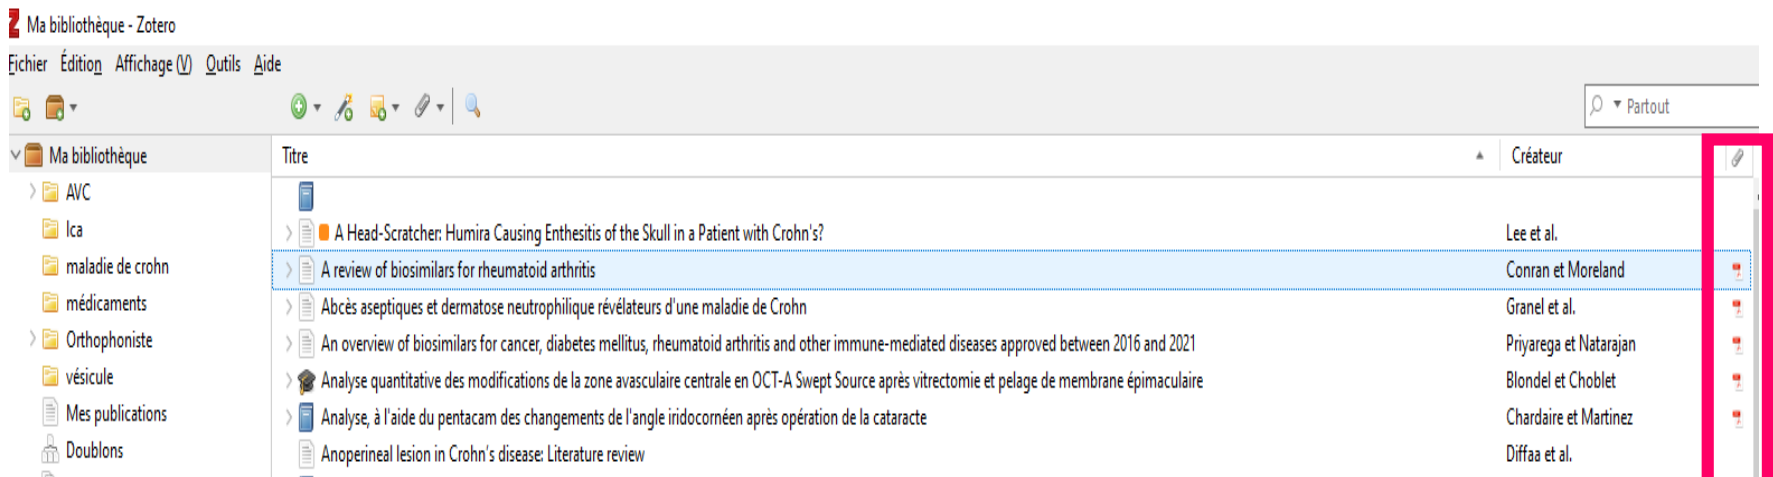 Z Ma bibliothèque - Zotero
Fichier Édition Affichage (V) Outils Aide
Partout
Ma bibliothèque
AVC
Ica
maladie de crohn
médicaments
Orthophoniste
vésicule
Mes publications
Doublons
Titre Créateur
A Head-Scratcher: Humira Causing Enthesitis of the Skull in a Patient with Crohn's? Lee et al.
A review of biosimilars for rheumatoid arthritis Conran et Moreland
Abcès aseptiques et dermatose neutrophilique révélateurs d'une maladie de Crohn Granel et al.
An overview of biosimilars for cancer, diabetes mellitus, rheumatoid arthritis and other immune-mediated diseases approved between 2016 and 2021 Priyarega et Natarajan
Analyse quantitative des modifications de la zone avasculaire centrale en OCT-A Swept Source après vitrectomie et pelage de membrane épimaculaire Blondel et Choblet
Analyse, à l'aide du pentacam des changements de l'angle iridocornéen après opération de la cataracte Chardaire et Martinez
Anoperineal lesion in Crohn's disease: Literature review Diffaa et al.